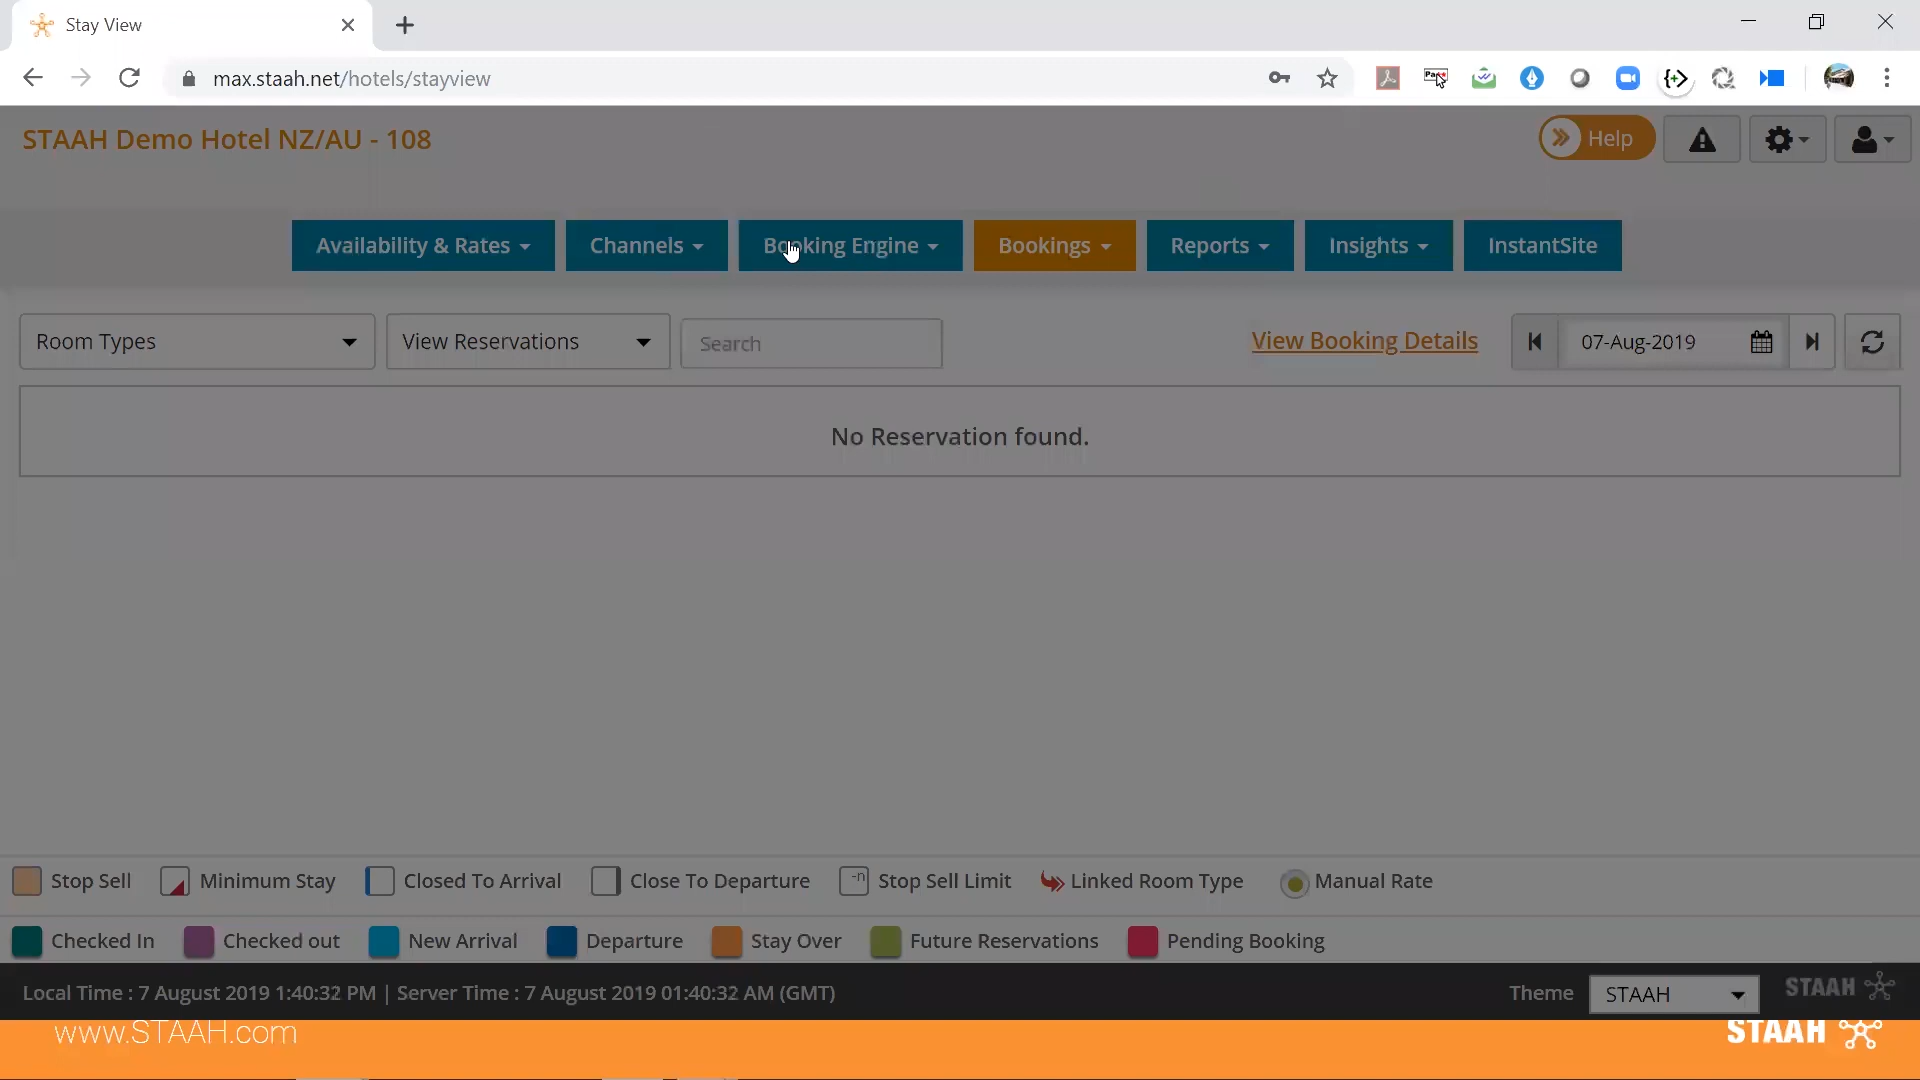 Stay View
max.staah.net/hotels/stayview
STAAH Demo Hotel NZ/AU - 108
Help
Availability & Rates
Channels
Booking Engine
Bookings
Reports
Insights
InstantSite
Room Types
View Reservations
Search
View Booking Details
07-Aug-2019
No Reservation found.
Stop Sell
Minimum Stay
Closed To Arrival
Close To Departure
-n Stop Sell Limit
Linked Room Type
Manual Rate
Checked In
Checked out
New Arrival
Departure
Stay Over
Future Reservations
Pending Booking
Local Time : 7 August 2019 1:40:32 PM | Server Time : 7 August 2019 01:40:32 AM (GMT)
Theme
STAAH
STAAH
www.STAAH.com
STAAH